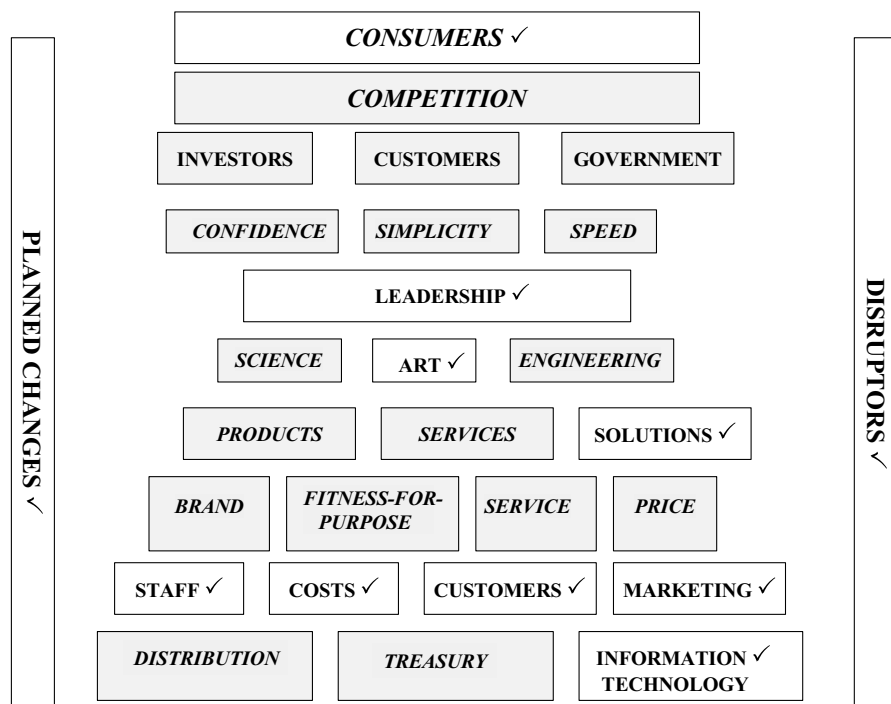 CONSUMERS ✓
COMPETITION
INVESTORS
CUSTOMERS
GOVERNMENT
CONFIDENCE
SIMPLICITY
SPEED
LEADERSHIP ✓
SCIENCE
ART ✓
ENGINEERING
PRODUCTS
SERVICES
SOLUTIONS ✓
BRAND
FITNESS-FOR-
PURPOSE
SERVICE
PRICE
STAFF ✓
COSTS ✓
CUSTOMERS ✓
MARKETING ✓
DISTRIBUTION
TREASURY
INFORMATION ✓
TECHNOLOGY
PLANNED CHANGES ✓
DISRUPTORS ✓